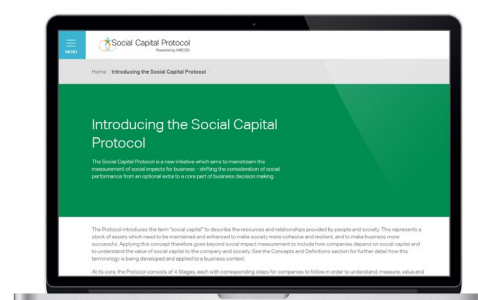 MENU
Social Capital Protocol
Powered by WBCSD
Home / Introducing the Social Capital Protocol
Introducing the Social Capital
Protocol
The Social Capital Protocol is a new initiative which aims to mainstream the
measurement of social impacts for business - shifting the consideration of social
performance from an optional extra to a core part of business decision making.
The Protocol introduces the term "social capital" to describe the resources and relationships provided by people and society. This represents a
stock of assets which need to be maintained and enhanced to make society more cohesive and resilient, and to make business more
successful. Applying this concept therefore goes beyond social impact measurement to include how companies depend on social capital and
to understand the value of social capital to the company and society. See the Concepts and Definitions section for further detail how this
terminology is being developed and applied to a business context.
At its core, the Protocol consists of 4 Stages, each with corresponding steps for companies to follow in order to understand, measure, value and